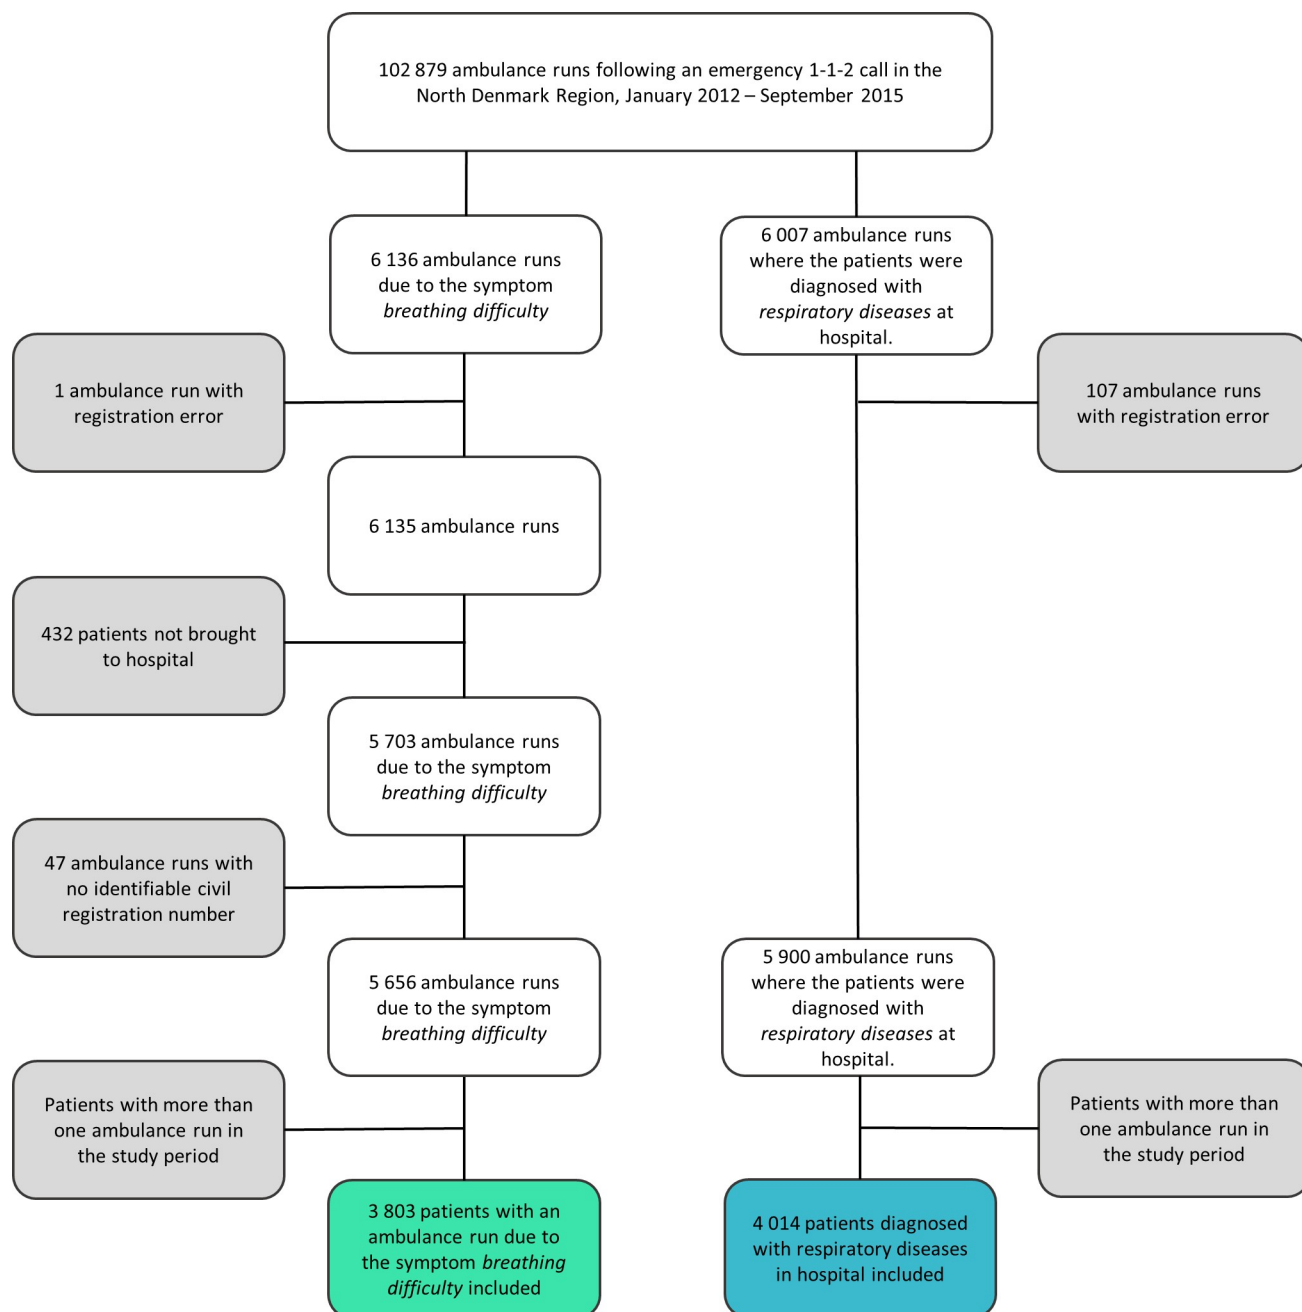 102 879 ambulance runs following an emergency 1-1-2 call in the
North Denmark Region, January 2012 – September 2015
6 136 ambulance runs
due to the symptom
breathing difficulty
6 007 ambulance runs
where the patients were
diagnosed with
respiratory diseases at
hospital.
1 ambulance run with
registration error
107 ambulance runs
with registration error
6 135 ambulance runs
432 patients not brought
to hospital
5 703 ambulance runs
due to the symptom
breathing difficulty
47 ambulance runs with
no identifiable civil
registration number
5 656 ambulance runs
due to the symptom
breathing difficulty
5 900 ambulance runs
where the patients were
diagnosed with
respiratory diseases at
hospital.
Patients with more than
one ambulance run in
the study period
Patients with more than
one ambulance run in
the study period
3 803 patients with an
ambulance run due to
the symptom breathing
difficulty included
4 014 patients diagnosed
with respiratory diseases
in hospital included